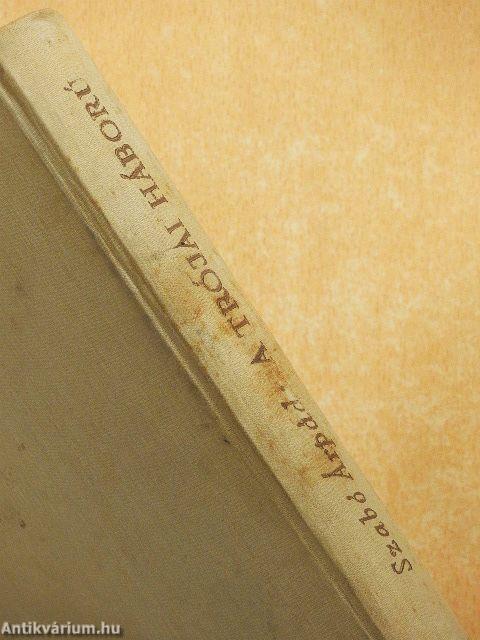 Szabó Árpád: A TRÓJAI HÁBORÚ
Antikvárium.hu